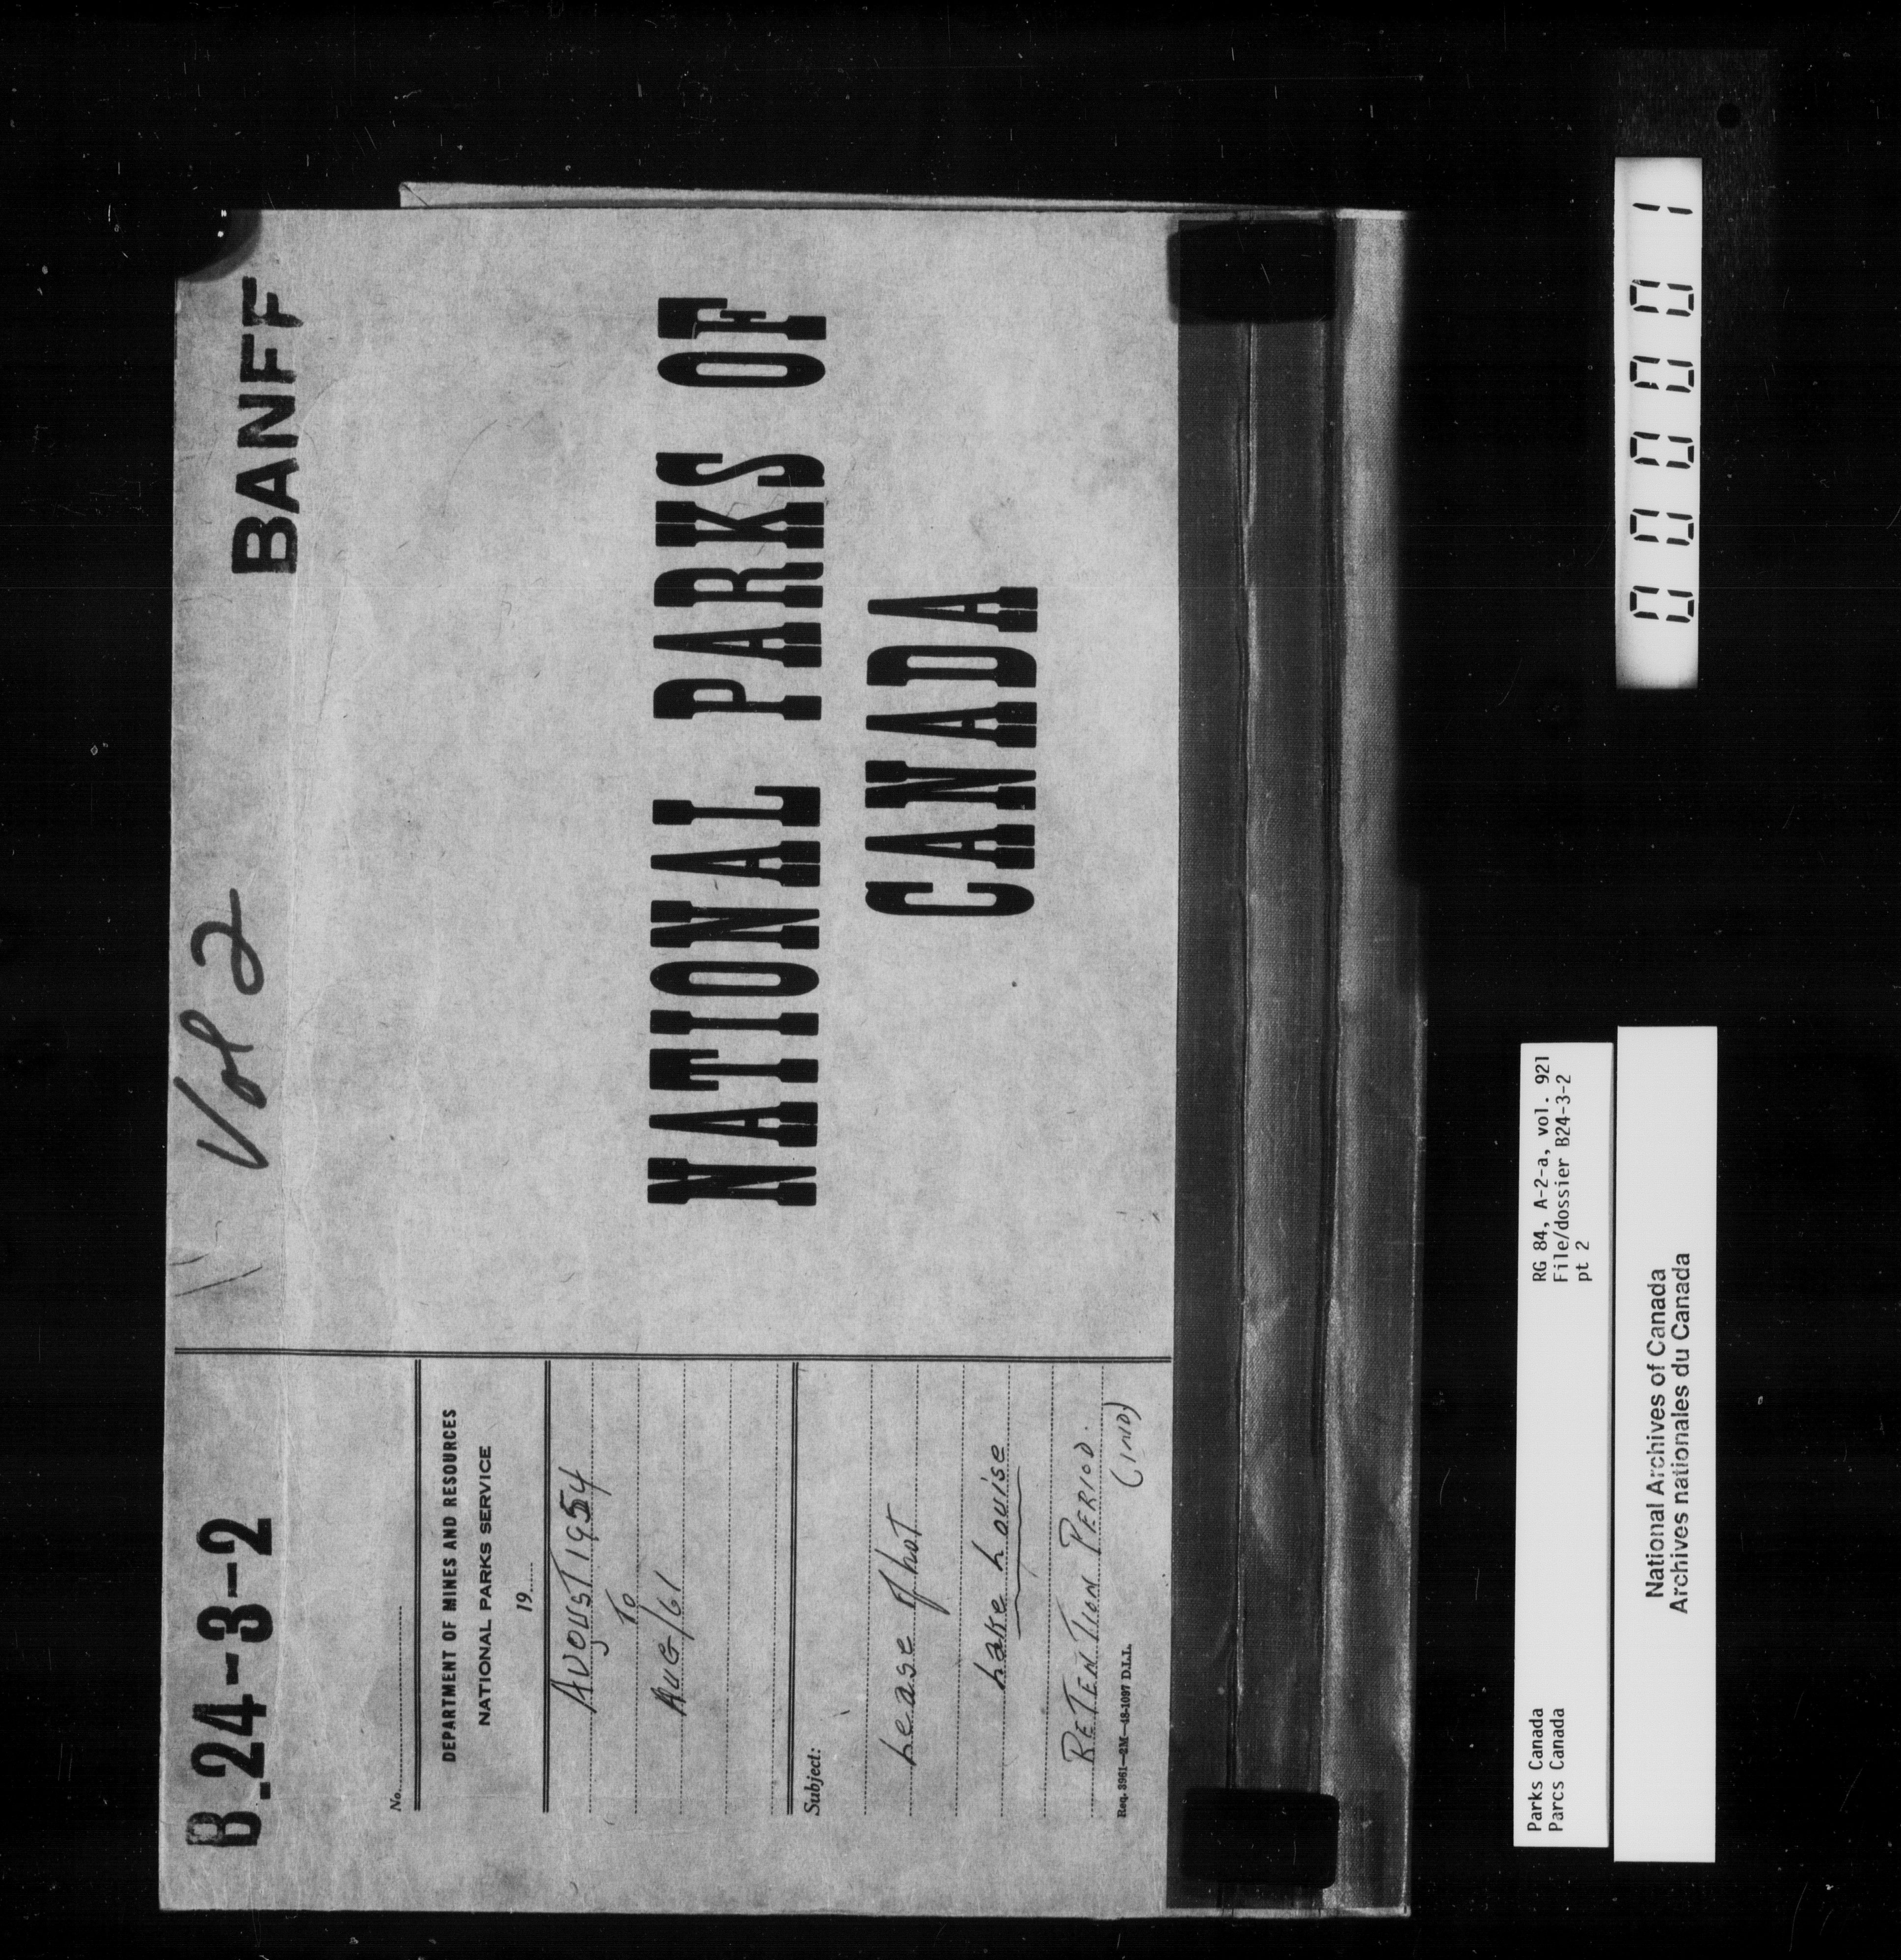 B.24-3-2
Vol 2
BANFF
No.
DEPARTMENT OF MINES AND RESOURCES
NATIONAL PARKS SERVICE
19
AUGUST 1954
TO
AUG/61
Subject:
Lease of hot
Lake Louise
RETENTION PERIOD.
(IND)
Req. 3961—2M—48-1097 D.L.I.
NATIONAL PARKS OF
CANADA
Parks Canada
Parcs Canada
RG 84, A-2-a, vol. 921
File/dossier B24-3-2
pt 2
National Archives of Canada
Archives nationales du Canada
000001